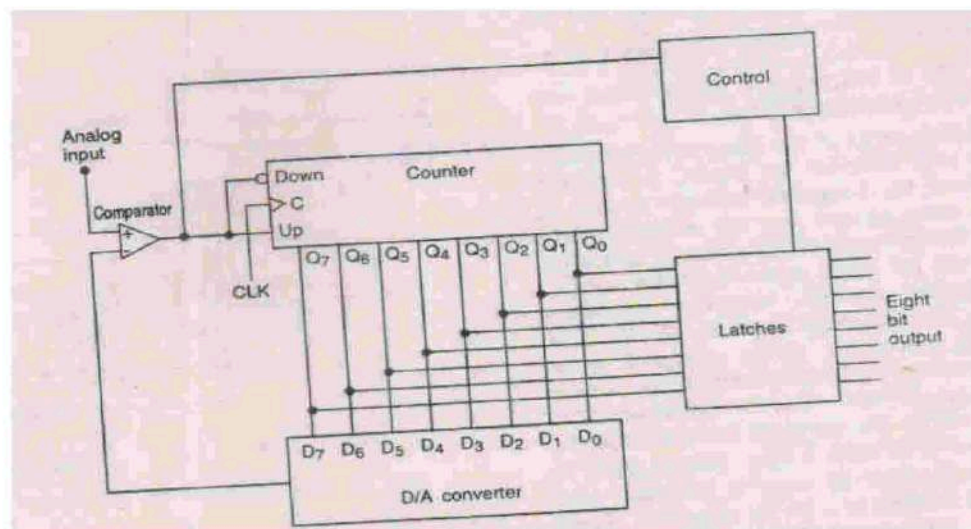 Control
Analog
input
Down
Counter
Comparator
C
Up
+
-
Q7 Q6 Q5 Q4 Q3 Q2 Q1 Q0
CLK
Latches
Eight
bit
output
D7 D6 D5 D4 D3 D2 D1 D0
D/A converter